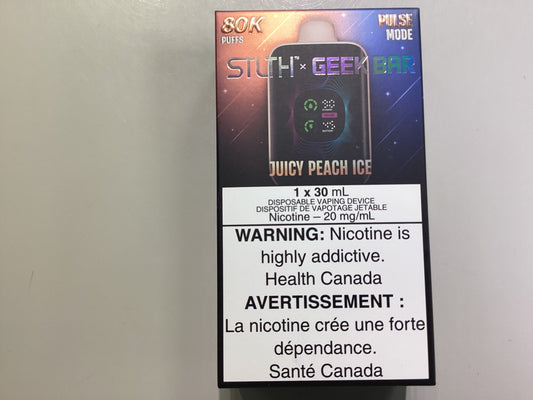 80K
PUFFS
PULSE
MODE
STLTH™ × GEEK BAR
JUICY PEACH ICE
1 x 30 mL
DISPOSABLE VAPING DEVICE
DISPOSITIF DE VAPOTAGE JETABLE
Nicotine – 20 mg/mL
WARNING: Nicotine is
highly addictive.
Health Canada
AVERTISSEMENT :
La nicotine crée une forte
dépendance.
Santé Canada